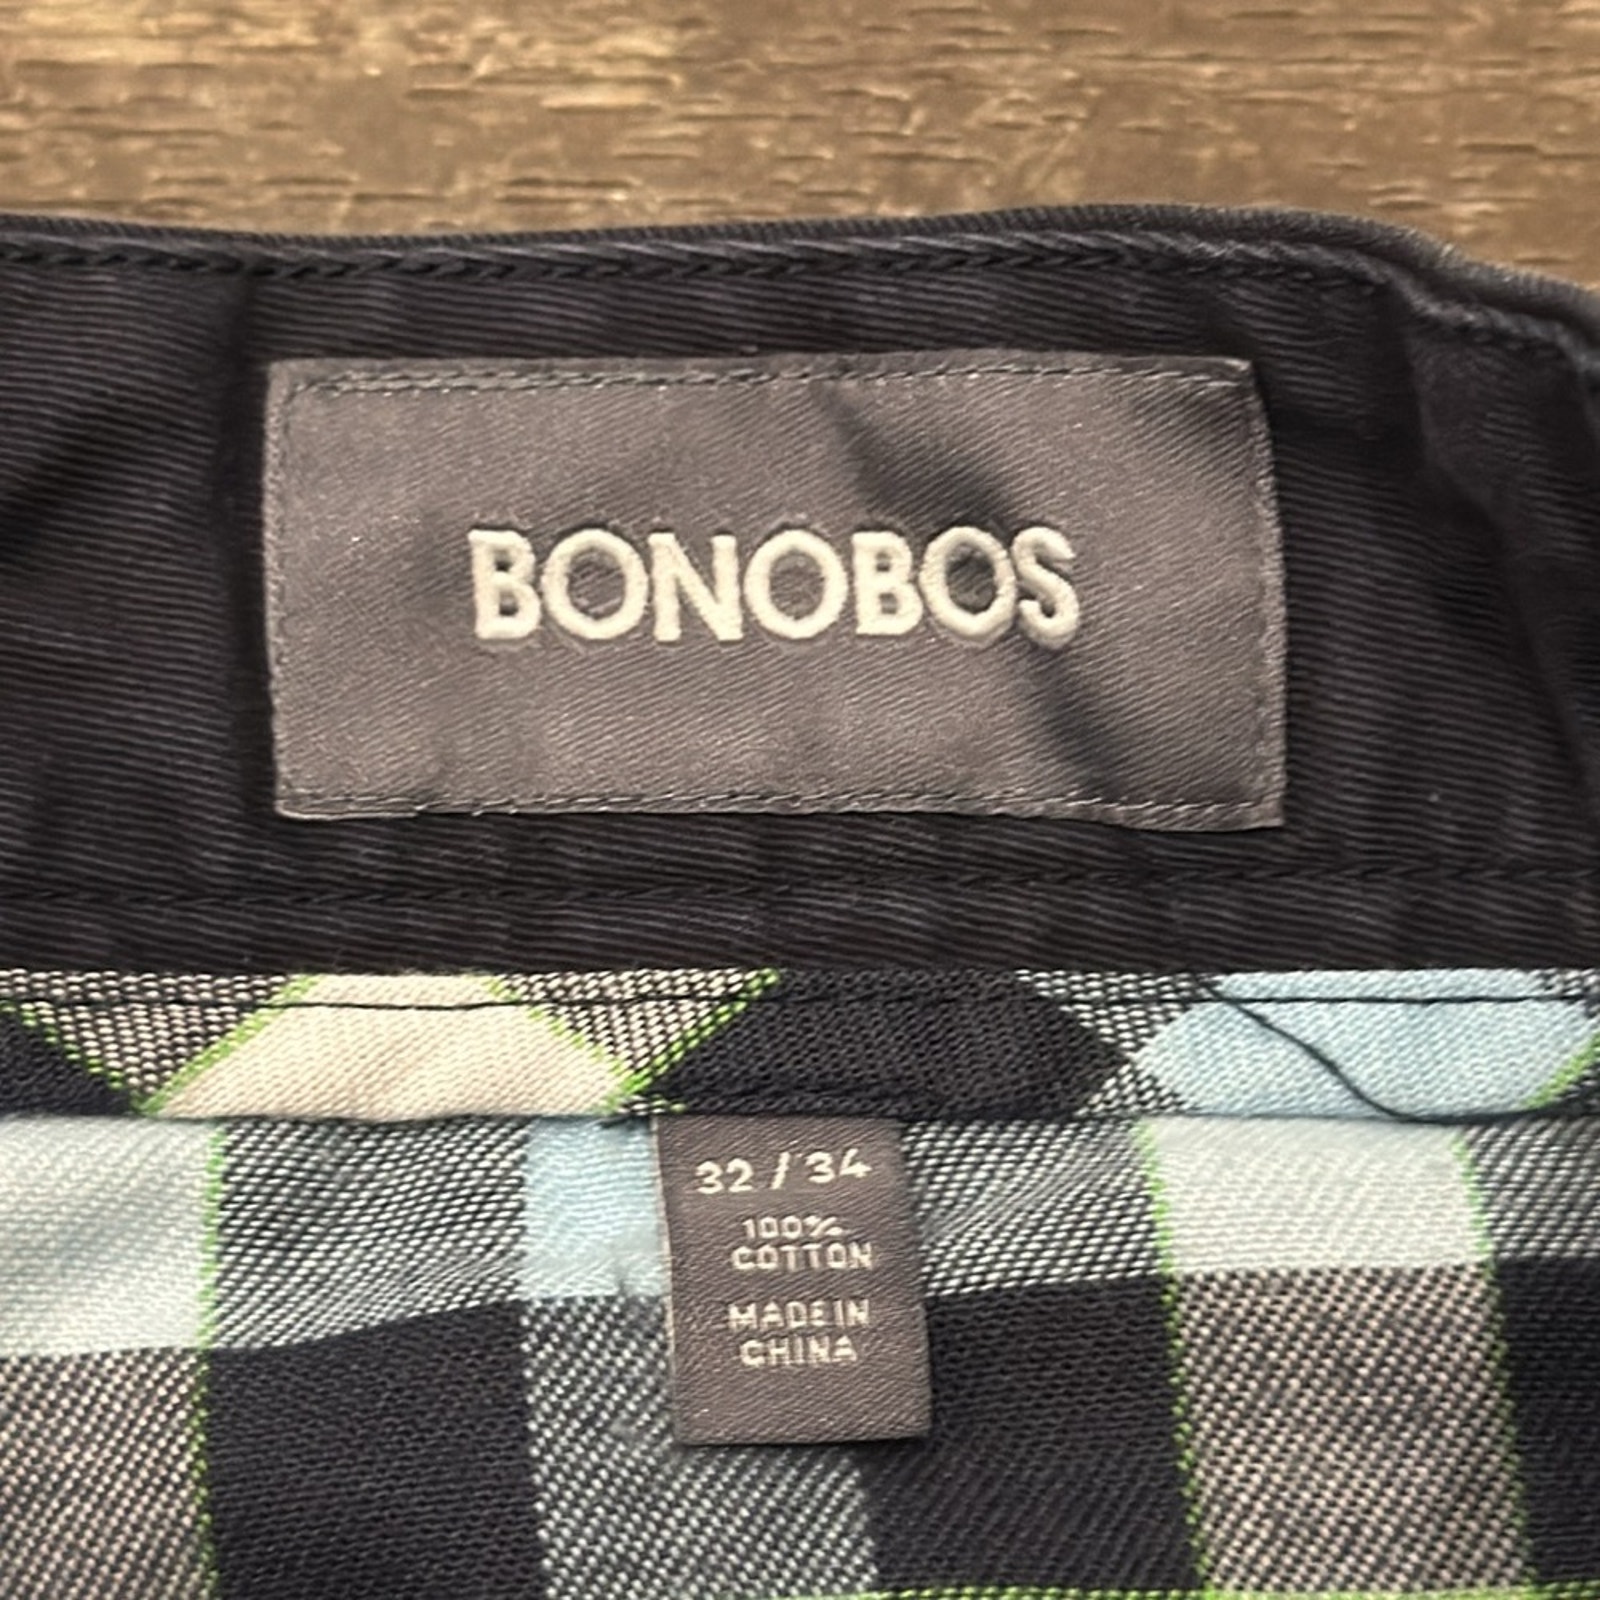 BONOBOS
32 / 34
100%
COTTON
MADE IN
CHINA